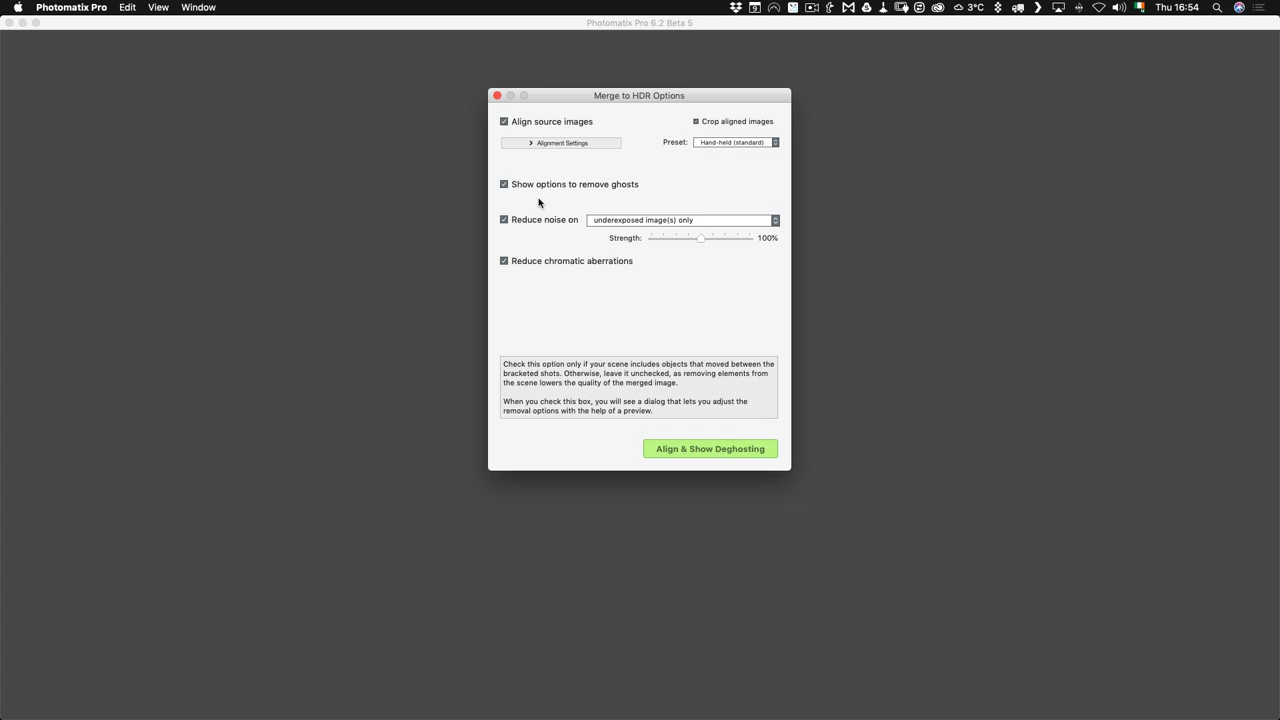 Photomatix Pro Edit View Window 3°C Thu 16:54
Photomatix Pro 6.2 Beta 5
Merge to HDR Options
Align source images Crop aligned images
Alignment Settings Preset: Hand-held (standard)
Show options to remove ghosts
Reduce noise on underexposed image(s) only
Strength: 100%
Reduce chromatic aberrations
Check this option only if your scene includes objects that moved between the
bracketed shots. Otherwise, leave it unchecked, as removing elements from
the scene lowers the quality of the merged image.
When you check this box, you will see a dialog that lets you adjust the
removal options with the help of a preview.
Align & Show Deghosting